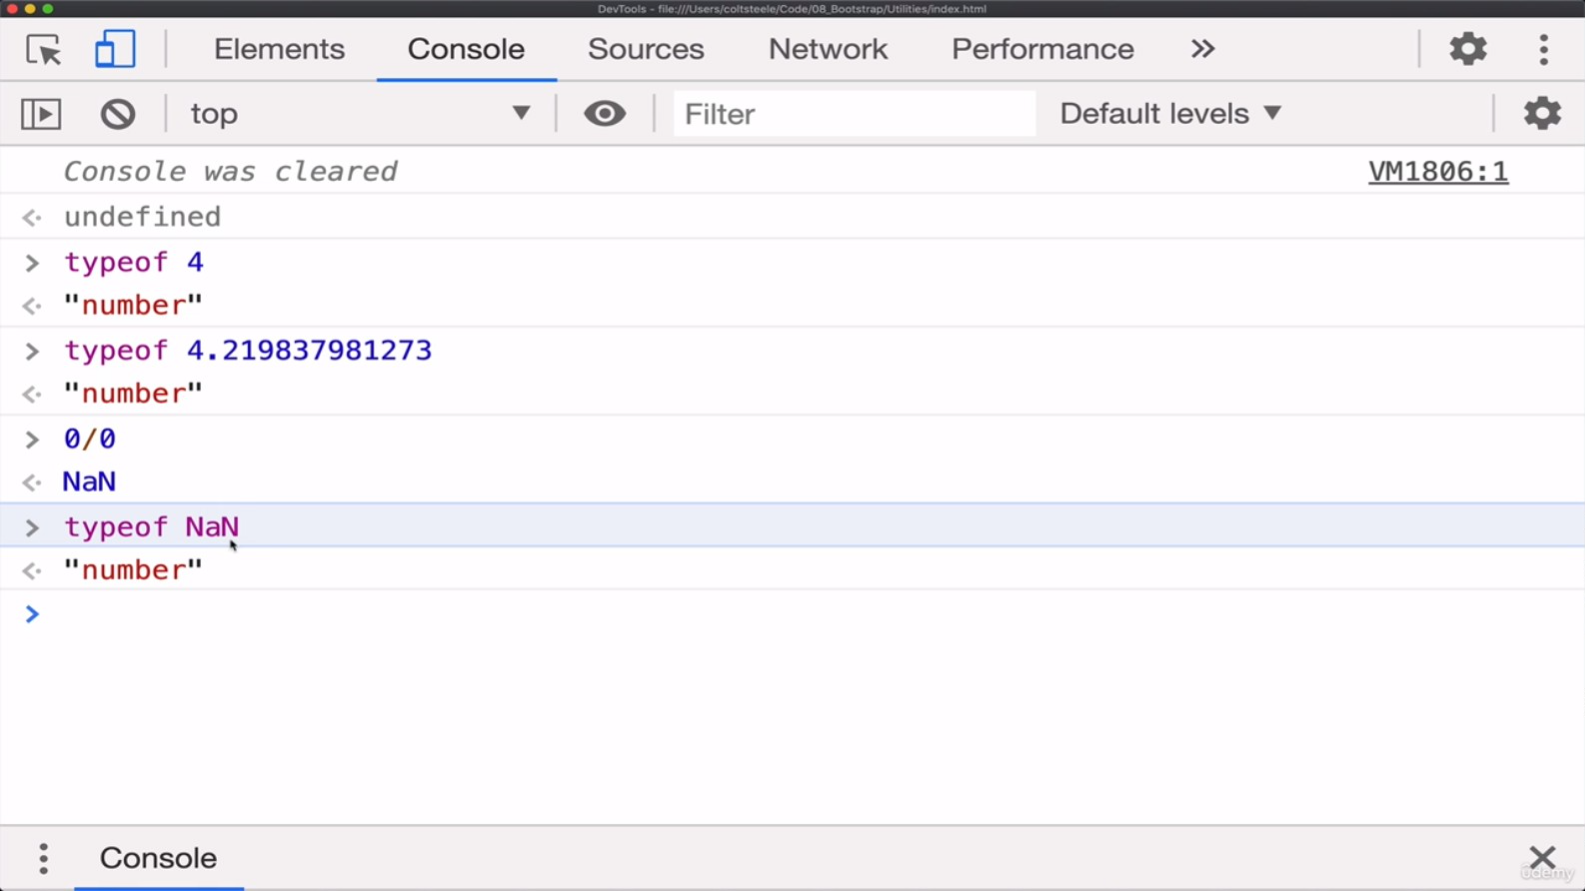 DevTools - file:///Users/coltsteele/Code/08_Bootstrap/Utilities/index.html
Elements Console Sources Network Performance »
top ▼ Filter Default levels ▼
Console was cleared VM1806:1
undefined
> typeof 4
"number"
> typeof 4.219837981273
"number"
> 0/0
NaN
> typeof NaN
"number"
>
Console
ûdemy